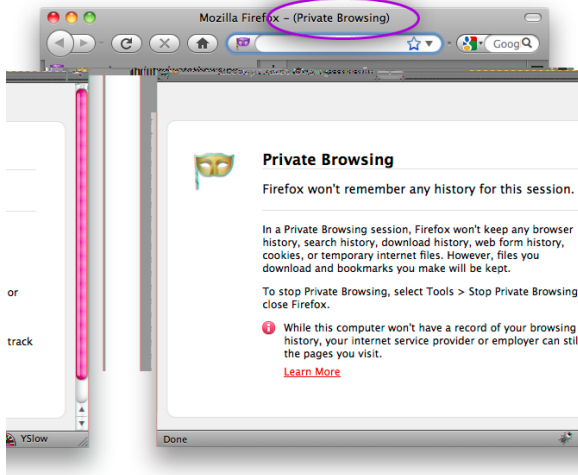 Mozilla Firefox – (Private Browsing)
Goog
Private Browsing
Firefox won't remember any history for this session.
In a Private Browsing session, Firefox won't keep any browser
history, search history, download history, web form history,
cookies, or temporary internet files. However, files you
download and bookmarks you make will be kept.
To stop Private Browsing, select Tools > Stop Private Browsing
close Firefox.
While this computer won't have a record of your browsing
history, your internet service provider or employer can stil
the pages you visit.
Learn More
or
track
YSlow
Done